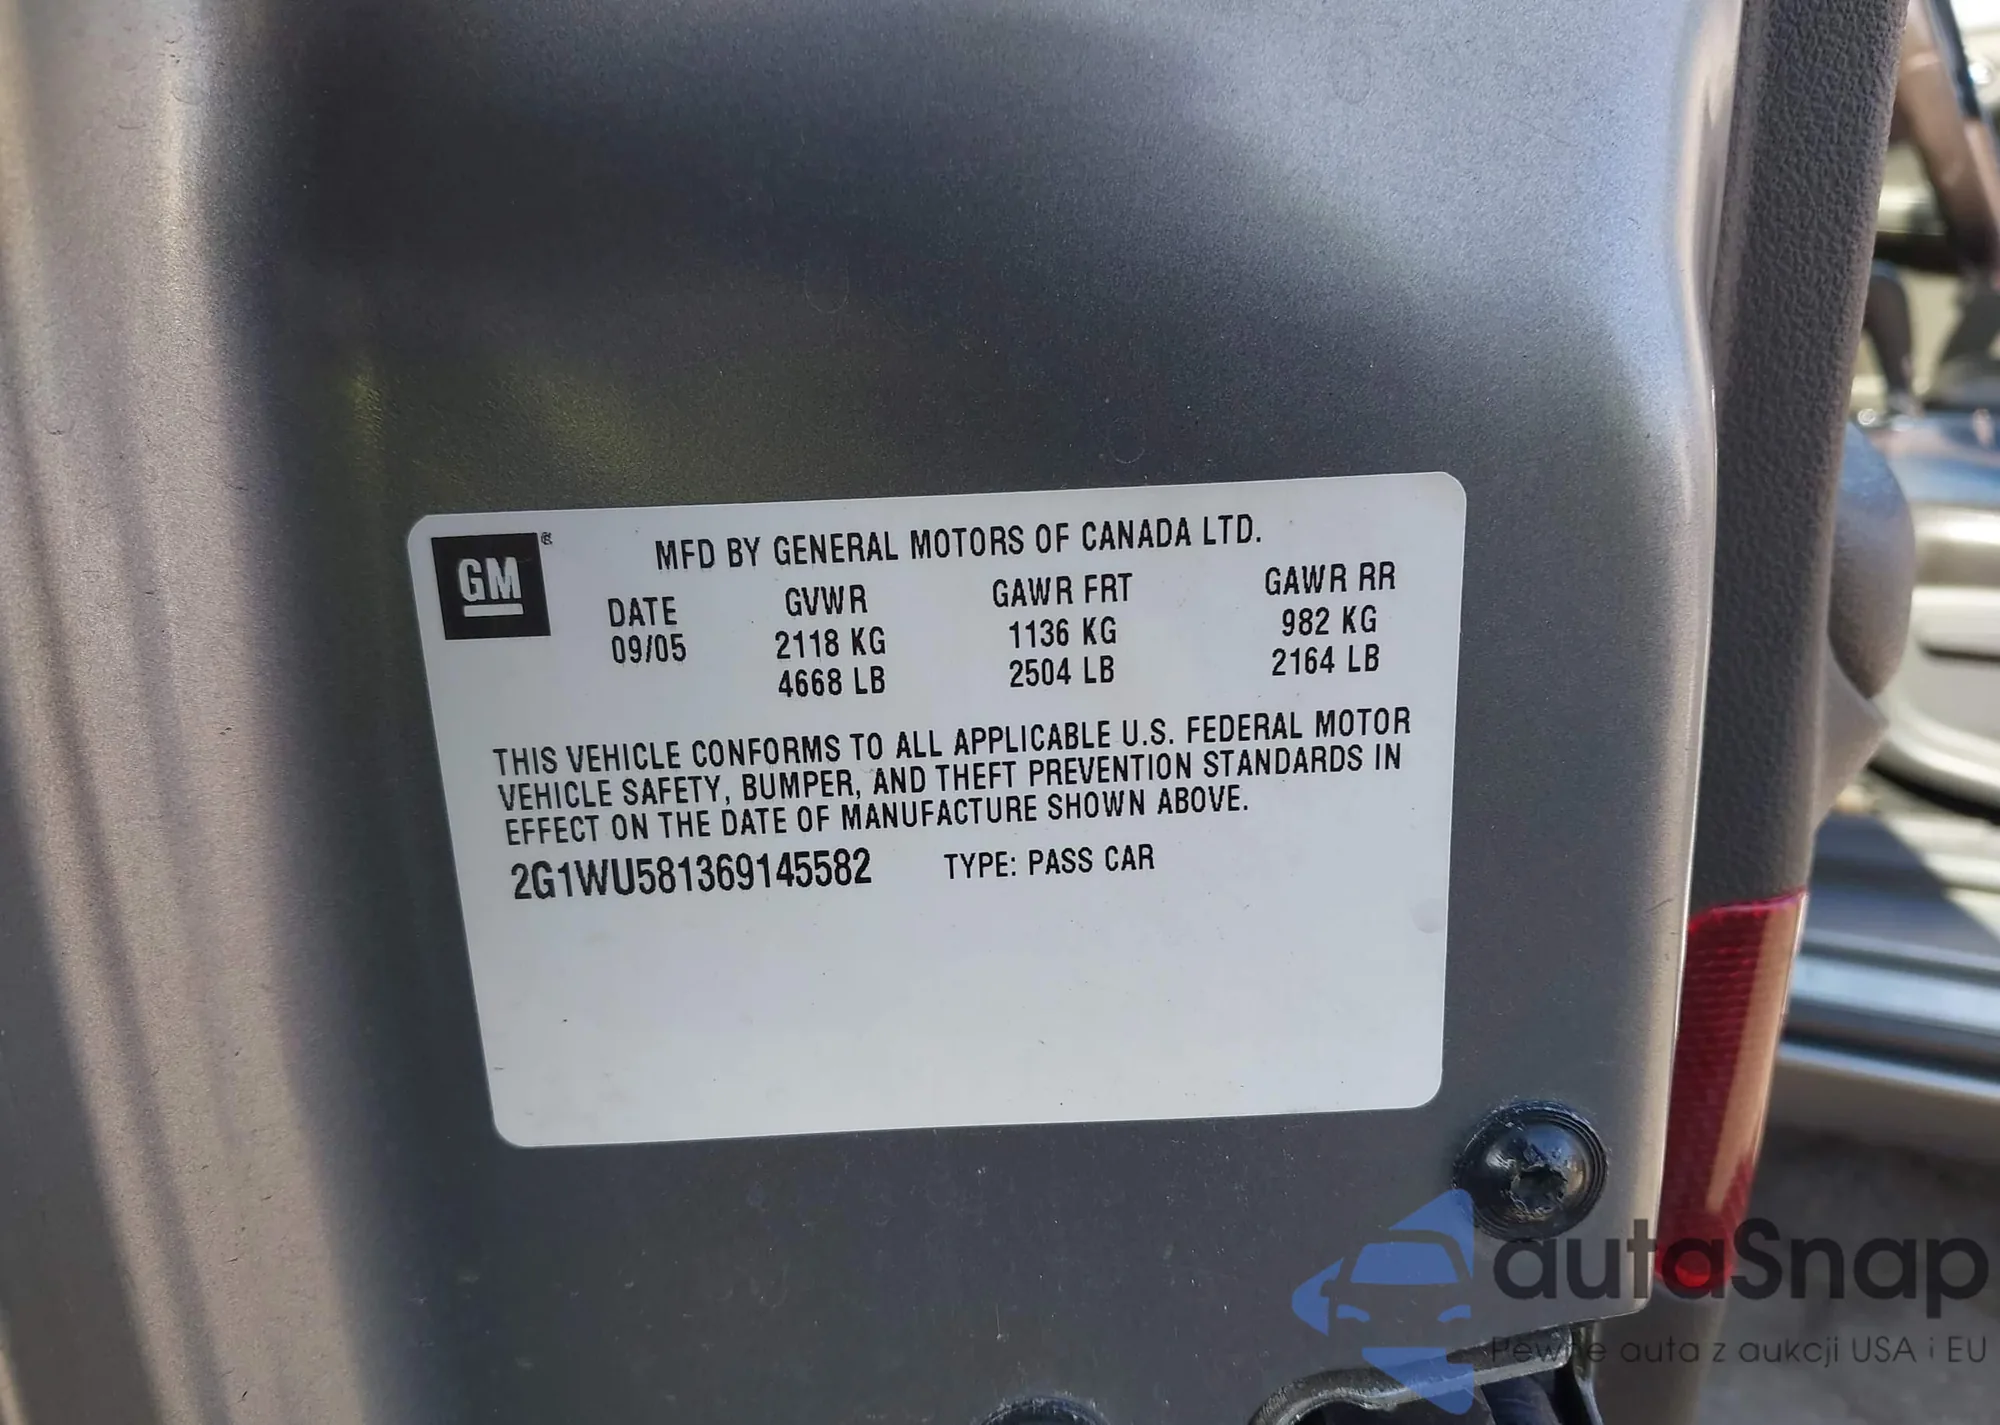 GM®
MFD BY GENERAL MOTORS OF CANADA LTD.
DATE GVWR GAWR FRT GAWR RR
09/05 2118 KG 1136 KG 982 KG
4668 LB 2504 LB 2164 LB
THIS VEHICLE CONFORMS TO ALL APPLICABLE U.S. FEDERAL MOTOR
VEHICLE SAFETY, BUMPER, AND THEFT PREVENTION STANDARDS IN
EFFECT ON THE DATE OF MANUFACTURE SHOWN ABOVE.
2G1WU581369145582 TYPE: PASS CAR
autaSnap
Pewne auta z aukcji USA i EU